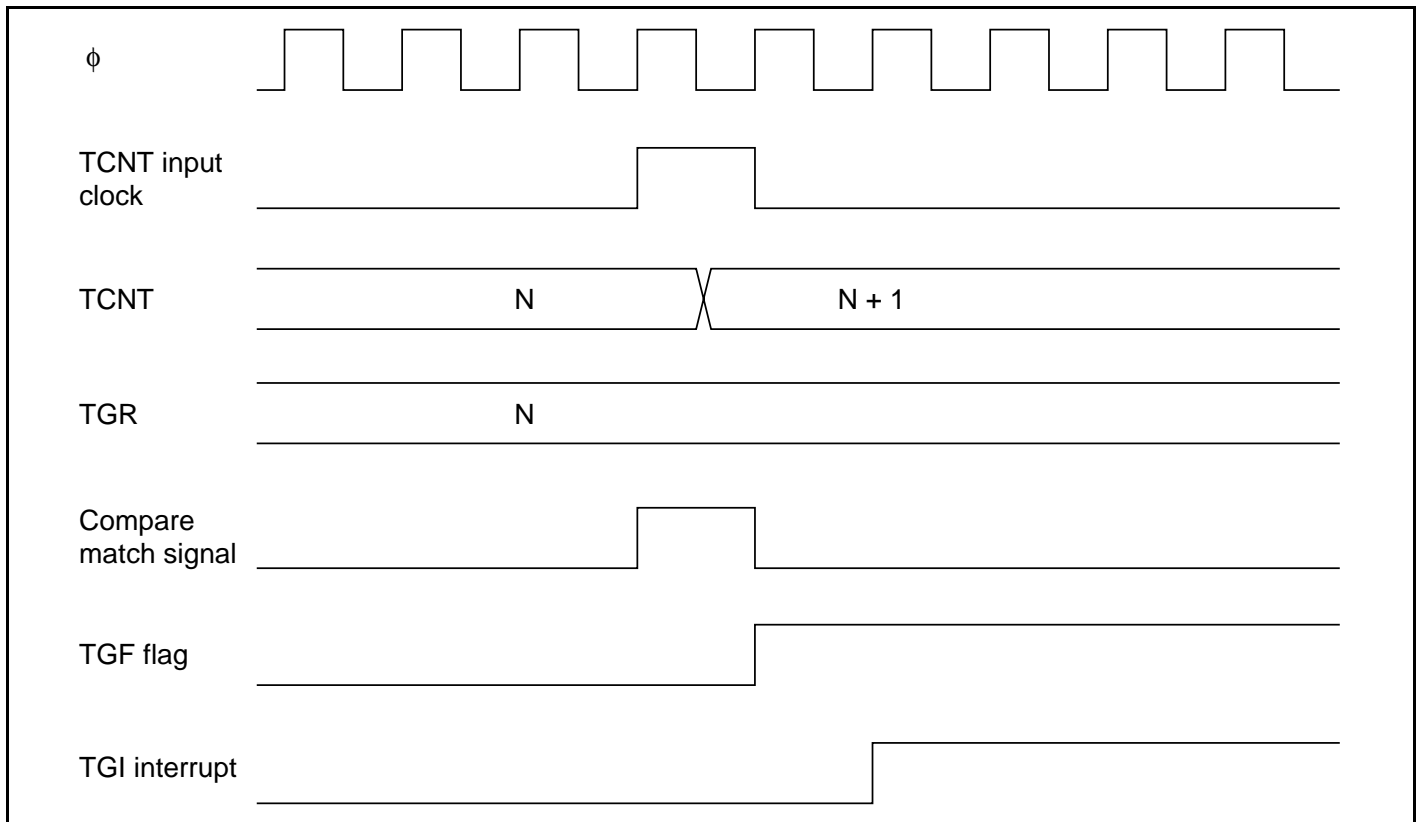 ϕ
TCNT input
clock
TCNT
N
N + 1
TGR
N
Compare
match signal
TGF flag
TGI interrupt